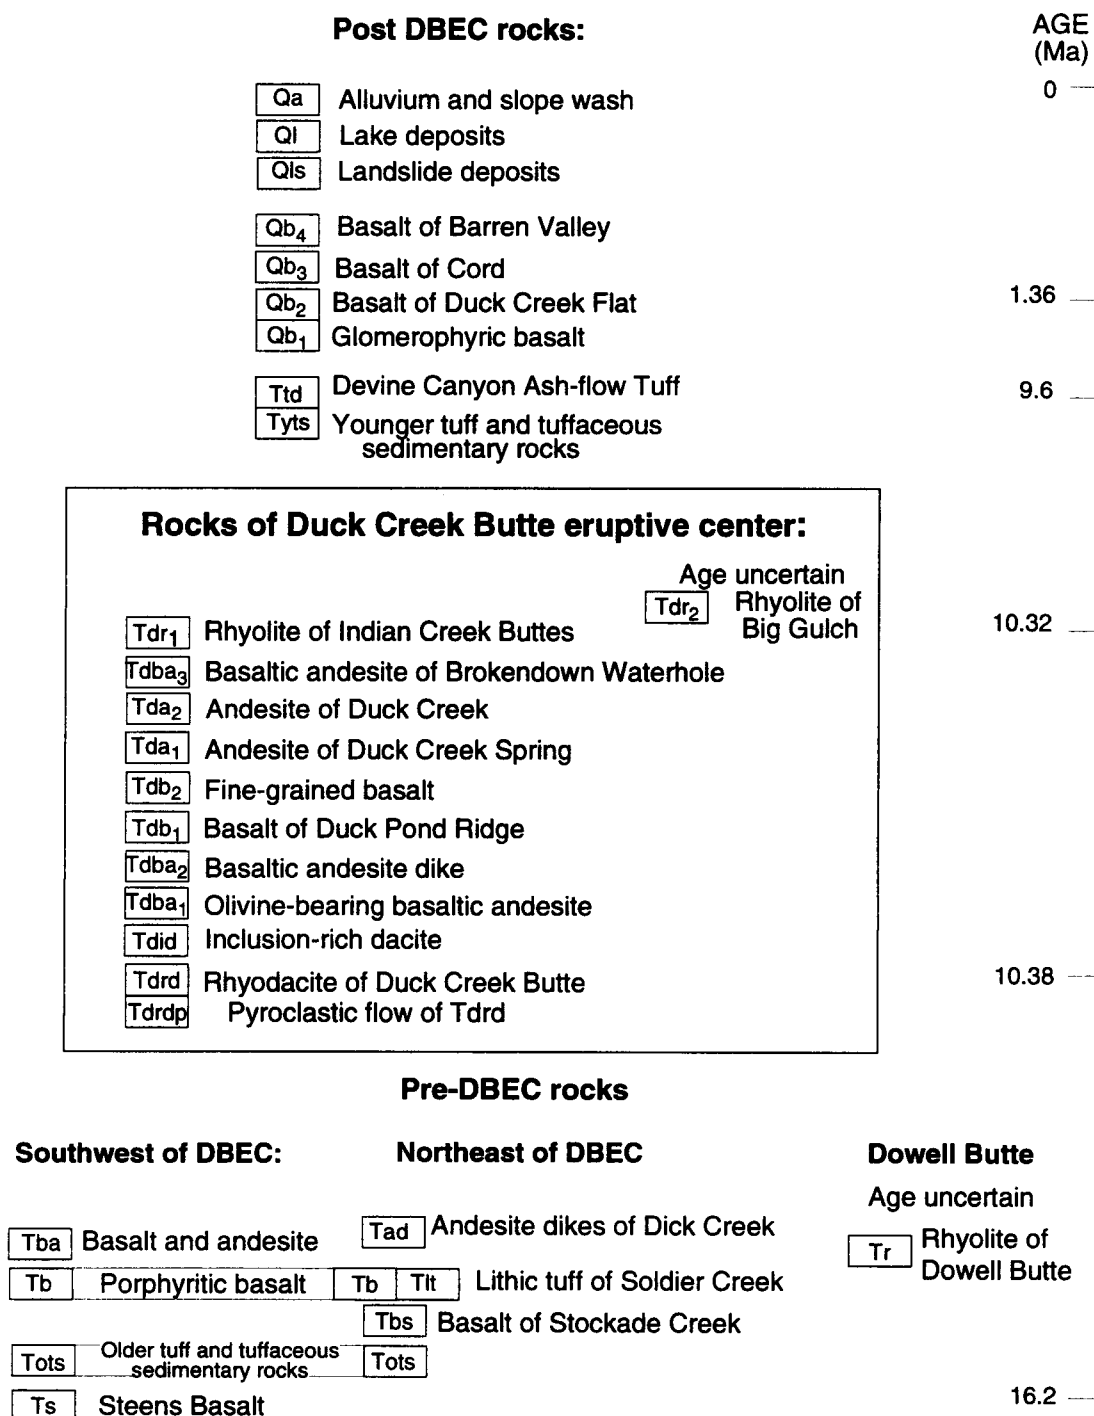 Post DBEC rocks:
AGE
(Ma)
Qa Alluvium and slope wash
0
Ql Lake deposits
Qls Landslide deposits
Qb4 Basalt of Barren Valley
Qb3 Basalt of Cord
Qb2 Basalt of Duck Creek Flat
1.36
Qb1 Glomerophyric basalt
Ttd Devine Canyon Ash-flow Tuff
9.6
Tyts Younger tuff and tuffaceous
sedimentary rocks
Rocks of Duck Creek Butte eruptive center:
Age uncertain
Tdr2 Rhyolite of
Big Gulch
Tdr1 Rhyolite of Indian Creek Buttes
10.32
Tdba3 Basaltic andesite of Brokendown Waterhole
Tda2 Andesite of Duck Creek
Tda1 Andesite of Duck Creek Spring
Tdb2 Fine-grained basalt
Tdb1 Basalt of Duck Pond Ridge
Tdba2 Basaltic andesite dike
Tdba1 Olivine-bearing basaltic andesite
Tdid Inclusion-rich dacite
Tdrd Rhyodacite of Duck Creek Butte
10.38
Tdrdp Pyroclastic flow of Tdrd
Pre-DBEC rocks
Southwest of DBEC:
Northeast of DBEC
Dowell Butte
Age uncertain
Tba Basalt and andesite
Tad Andesite dikes of Dick Creek
Tr Rhyolite of
Dowell Butte
Tb Porphyritic basalt Tb Tlt Lithic tuff of Soldier Creek
Tbs Basalt of Stockade Creek
Tots Older tuff and tuffaceous
sedimentary rocks Tots
Ts Steens Basalt
16.2